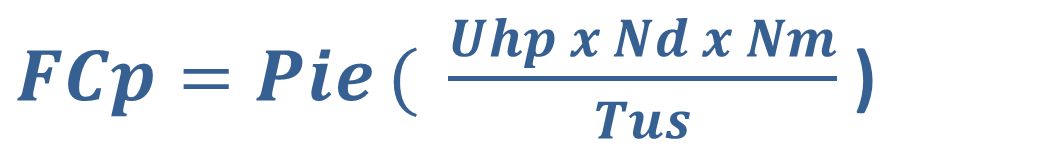 FCp = Pie ( Uhp x Nd x Nm / Tus )